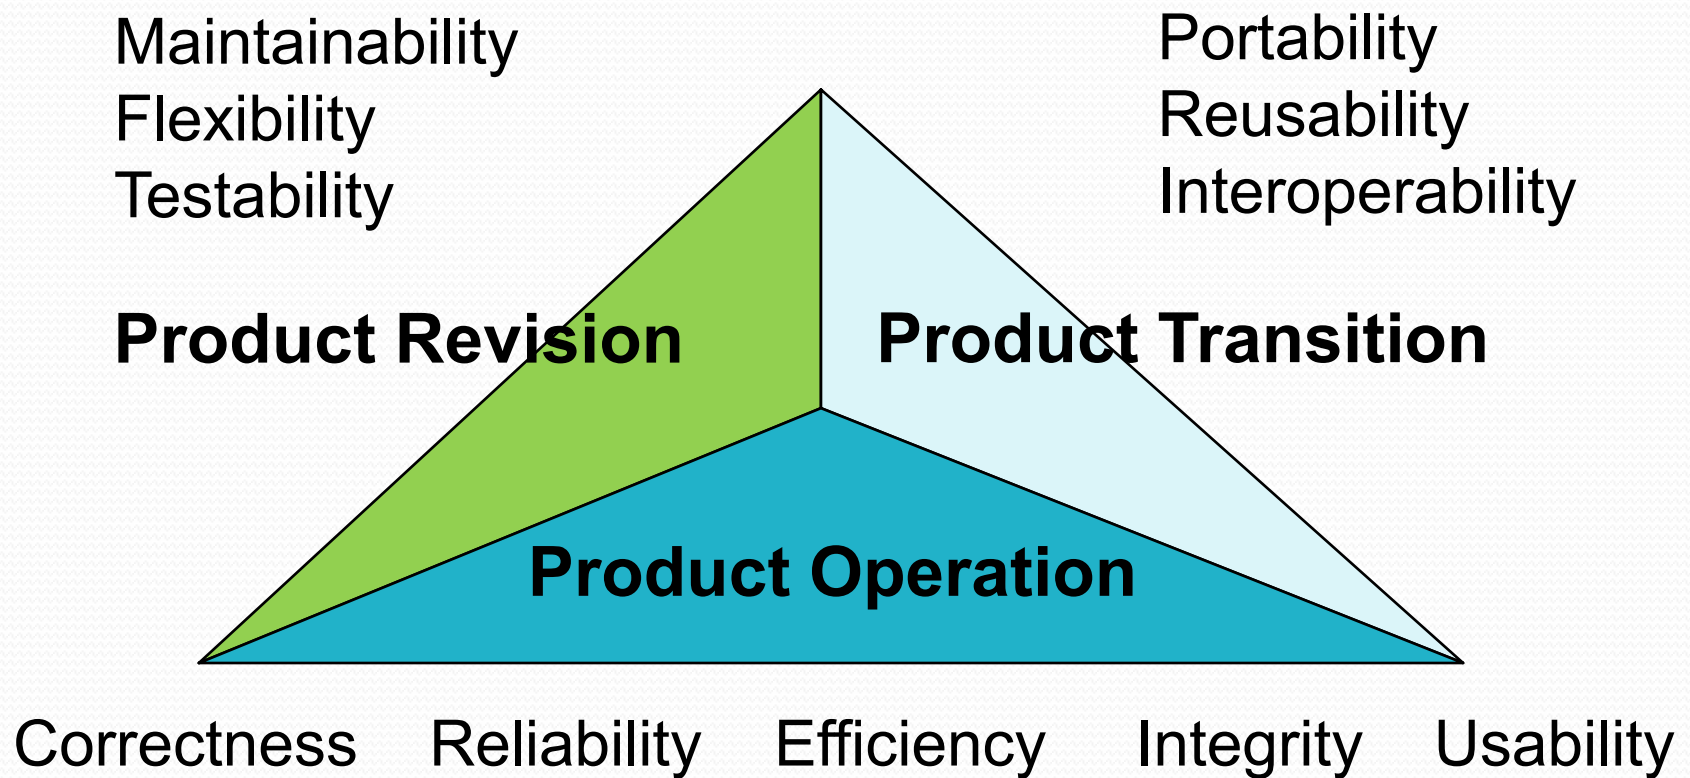 Maintainability
Flexibility
Testability
Portability
Reusability
Interoperability
Product Revision
Product Transition
Product Operation
Correctness Reliability Efficiency Integrity Usability